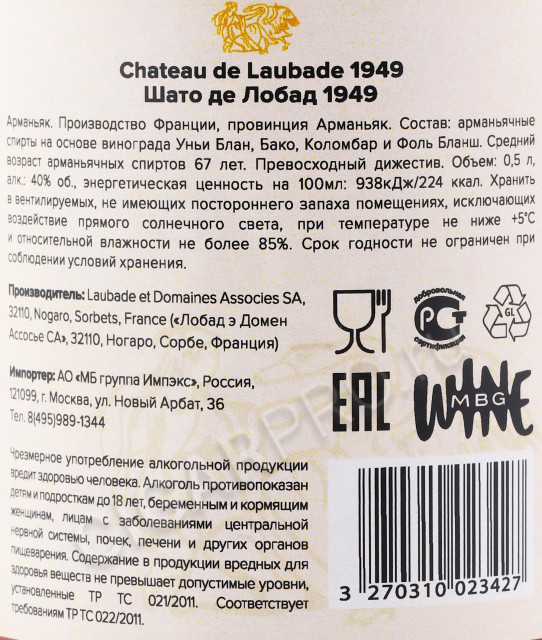 Chateau de Laubade 1949
Шато де Лобад 1949
Арманьяк. Производство Франции, провинция Арманьяк. Состав: арманьячные
спирты на основе винограда Уньи Блан, Бако, Коломбар и Фоль Бланш. Средний
возраст арманьячных спиртов 67 лет. Превосходный дижестив. Объем: 0,5 л,
алк.: 40% об., энергетическая ценность на 100мл: 938кДж/224 ккал. Хранить
в вентилируемых, не имеющих постороннего запаха помещениях, исключающих
воздействие прямого солнечного света, при температуре не ниже +5°С
и относительной влажности не более 85%. Срок годности не ограничен при
соблюдении условий хранения.
Производитель: Laubade et Domaines Associes SA,
32110, Nogaro, Sorbets, France («Лобад э Домен
Ассосье СА», 32110, Ногаро, Сорбе, Франция)
Импортер: АО «МБ группа Импэкс», Россия,
121099, г. Москва, ул. Новый Арбат, 36
Тел. 8(495)989-1344
добровольная
РСТ
сертификация
GL
EAC
WINE
MBG
Чрезмерное употребление алкогольной продукции
вредит здоровью человека. Алкоголь противопоказан
детям и подросткам до 18 лет, беременным и кормящим
женщинам, лицам с заболеваниями центральной
нервной системы, почек, печени и других органов
пищеварения. Содержание в продукции вредных для
здоровья веществ не превышает допустимые уровни,
установленные ТР ТС 021/2011. Соответствует
требованиям ТР ТС 022/2011.
3 270310 023427